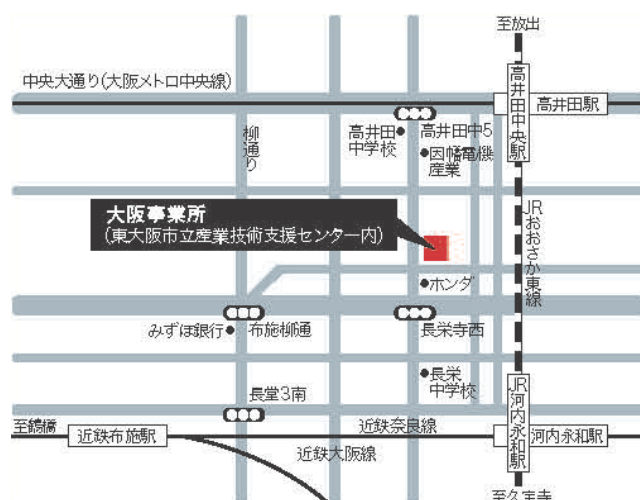 至放出
中央大通り(大阪メトロ中央線)
高井田中央駅
高井田駅
柳通り
高井田
中学校
高井田中5
因幡電機
産業
大阪事業所
(東大阪市立産業技術支援センター内)
JRおおさか東線
ホンダ
みずほ銀行
布施柳通
長栄寺西
長栄
中学校
長堂3南
JR河内永和駅
至鶴橋
近鉄布施駅
近鉄奈良線
河内永和駅
近鉄大阪線
至久宝寺